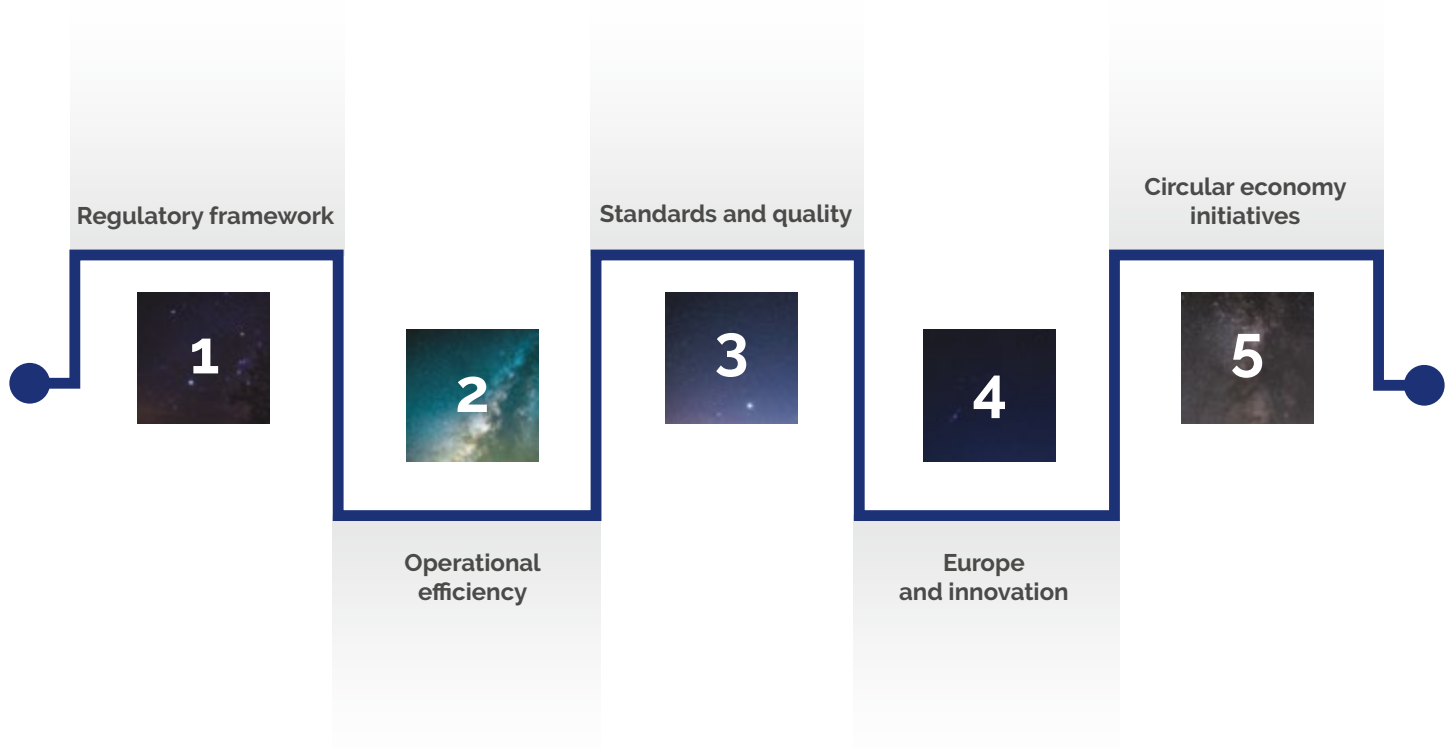 Regulatory framework
1
Operational
efficiency
2
Standards and quality
3
Europe
and innovation
4
Circular economy
initiatives
5